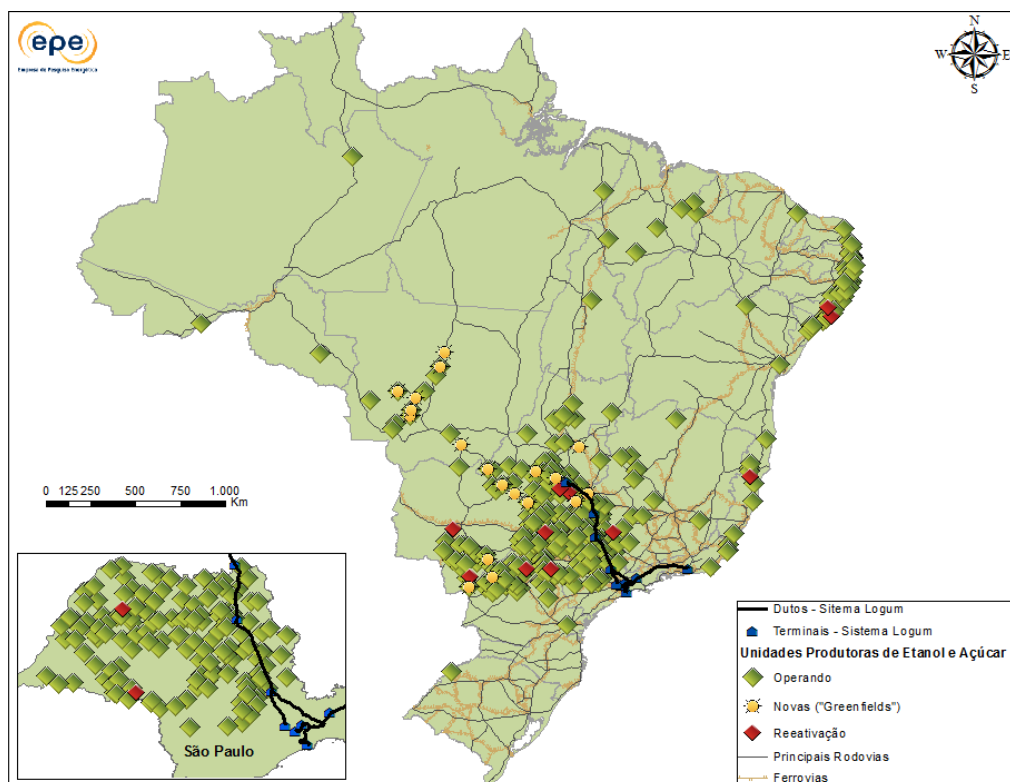 epe
Empresa de Pesquisa Energética
N
W
E
S
0 125 250 500 750 1.000
Km
São Paulo
Dutos - Sitema Logum
Terminais - Sistema Logum
Unidades Produtoras de Etanol e Açúcar
Operando
Novas ("Greenfields")
Reeativação
Principais Rodovias
Ferrovias